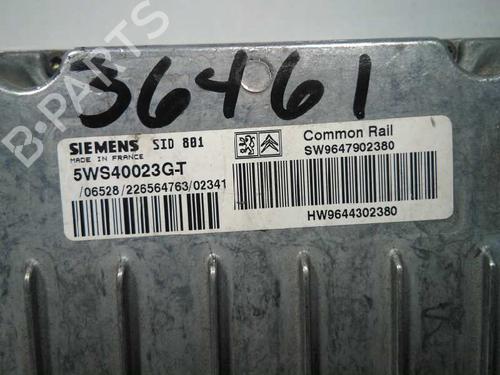 36461
SIEMENS SID 801
MADE IN FRANCE
5WS40023G-T
/06528/226564763/02341
Common Rail
SW9647902380
HW9644302380
B-PARTS